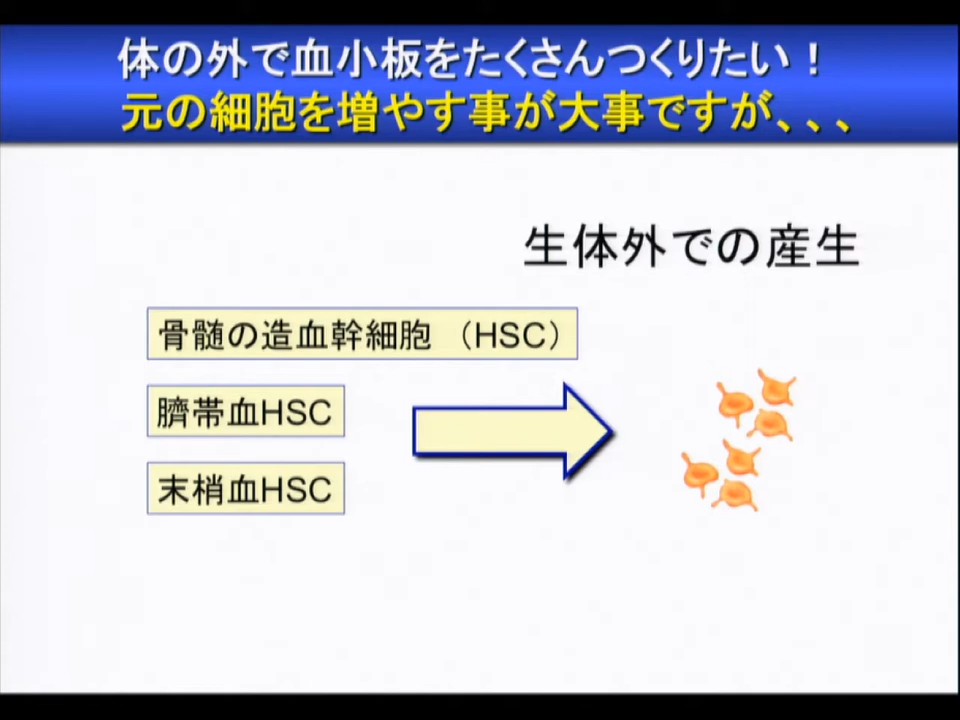 体の外で血小板をたくさんつくりたい！
元の細胞を増やす事が大事ですが、、、
生体外での産生
骨髄の造血幹細胞 （HSC）
臍帯血HSC
末梢血HSC